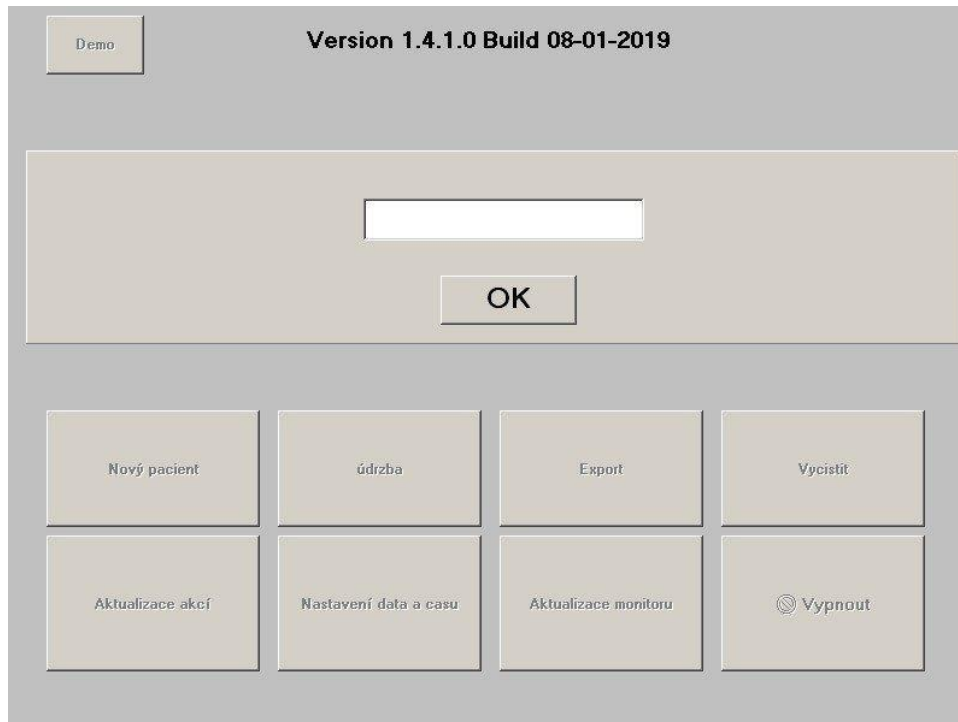 Demo
Version 1.4.1.0 Build 08-01-2019
OK
Nový pacient
údrzba
Export
Vycistit
Aktualizace akcí
Nastavení data a casu
Aktualizace monitoru
Vypnout